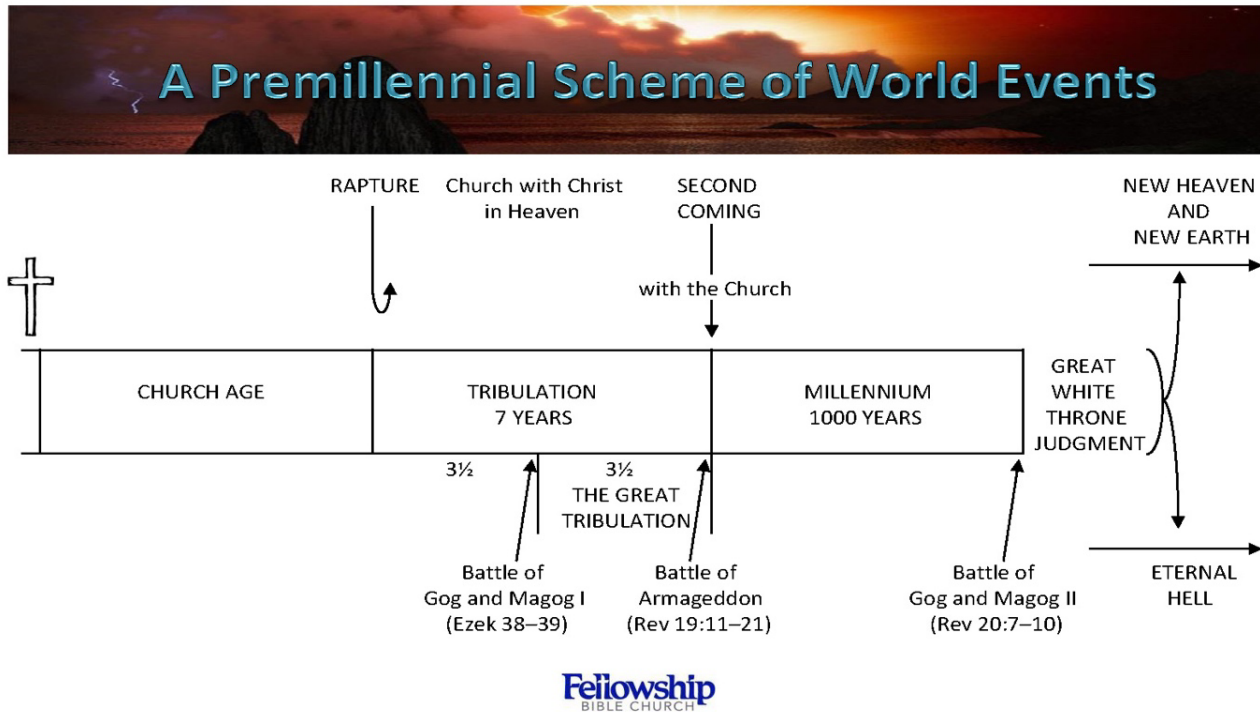 A Premillennial Scheme of World Events
RAPTURE
Church with Christ
in Heaven
SECOND
COMING
with the Church
NEW HEAVEN
AND
NEW EARTH
CHURCH AGE
TRIBULATION
7 YEARS
MILLENNIUM
1000 YEARS
GREAT
WHITE
THRONE
JUDGMENT
3½
3½
THE GREAT
TRIBULATION
Battle of
Gog and Magog I
(Ezek 38–39)
Battle of
Armageddon
(Rev 19:11–21)
Battle of
Gog and Magog II
(Rev 20:7–10)
ETERNAL
HELL
Fellowship
BIBLE CHURCH